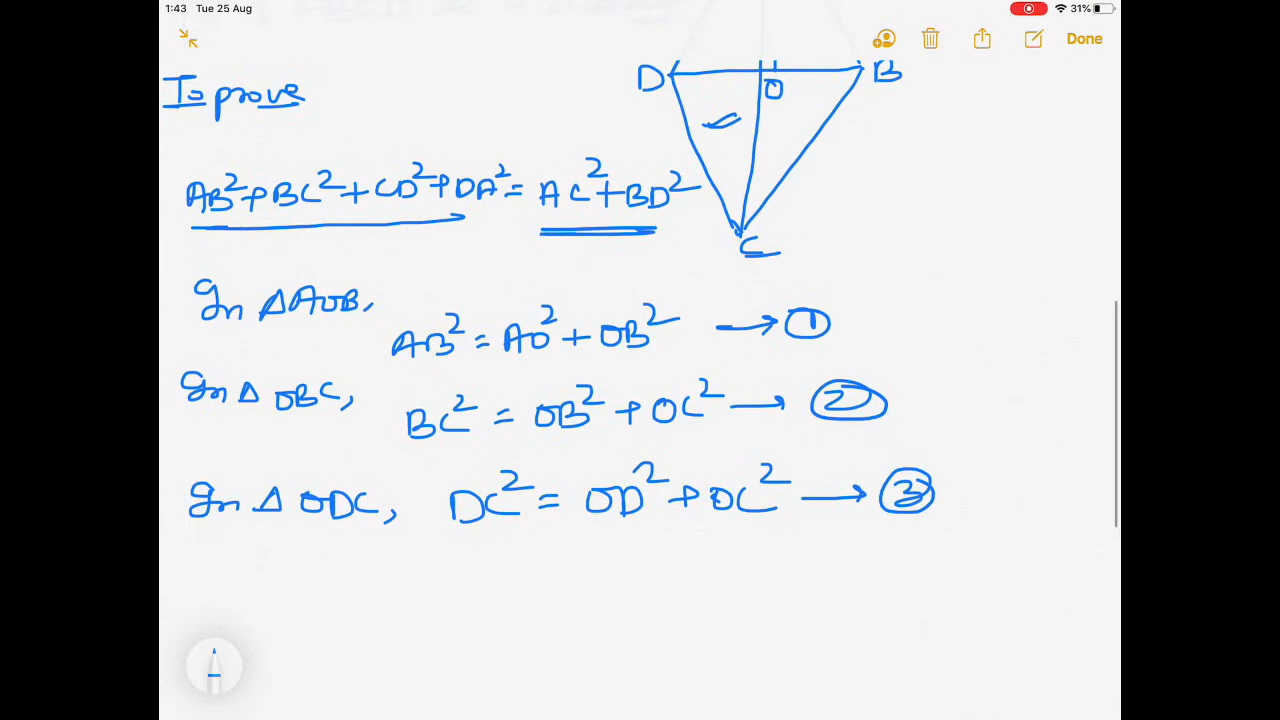 1:43 Tue 25 Aug 31%
Done
D O B
To prove
AB²+BC²+CD²+DA²=AC²+BD²
C
In △AOB,
AB² = AO² + OB² → ①
In △ OBC,
BC² = OB² + OC² → ②
In △ ODC, DC² = OD² + OC² → ③